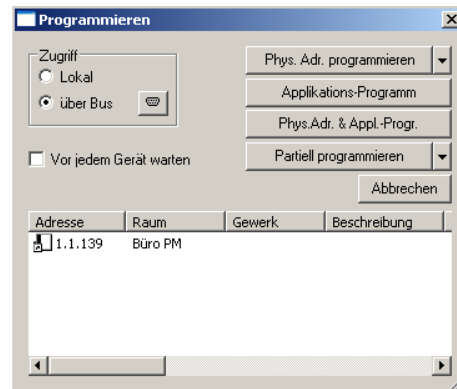 Programmieren
Zugriff
Lokal
über Bus
Vor jedem Gerät warten
Phys. Adr. programmieren
Applikations-Programm
Phys.Adr. & Appl.-Progr.
Partiell programmieren
Abbrechen
Adresse Raum Gewerk Beschreibung
1.1.139 Büro PM